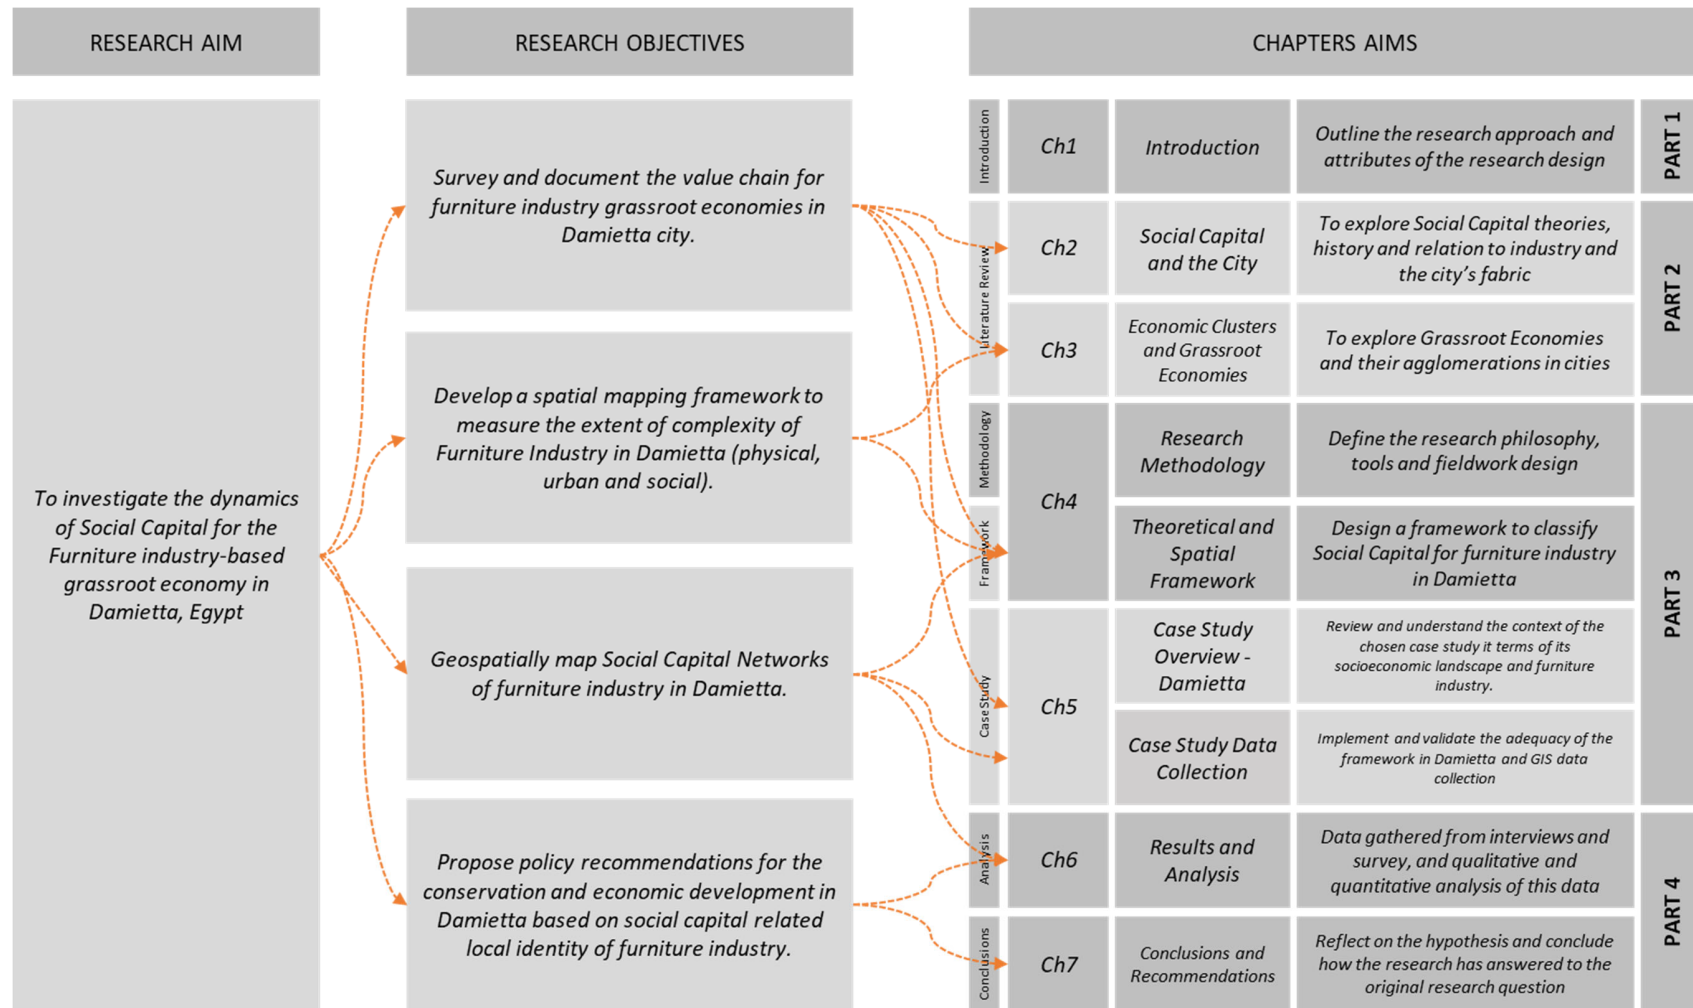 RESEARCH AIM
RESEARCH OBJECTIVES
CHAPTERS AIMS
To investigate the dynamics
of Social Capital for the
Furniture industry-based
grassroot economy in
Damietta, Egypt
Survey and document the value chain for
furniture industry grassroot economies in
Damietta city.
Develop a spatial mapping framework to
measure the extent of complexity of
Furniture Industry in Damietta (physical,
urban and social).
Geospatially map Social Capital Networks
of furniture industry in Damietta.
Propose policy recommendations for the
conservation and economic development in
Damietta based on social capital related
local identity of furniture industry.
Introduction
Ch1
Introduction
Outline the research approach and
attributes of the research design
PART 1
Literature Review
Ch2
Social Capital
and the City
To explore Social Capital theories,
history and relation to industry and
the city's fabric
PART 2
Ch3
Economic Clusters
and Grassroot
Economies
To explore Grassroot Economies
and their agglomerations in cities
Methodology
Ch4
Research
Methodology
Define the research philosophy,
tools and fieldwork design
PART 3
Framework
Theoretical and
Spatial
Framework
Design a framework to classify
Social Capital for furniture industry
in Damietta
Case Study
Ch5
Case Study
Overview -
Damietta
Review and understand the context of the
chosen case study it terms of its
socioeconomic landscape and furniture
industry.
Case Study Data
Collection
Implement and validate the adequacy of the
framework in Damietta and GIS data
collection
Analysis
Ch6
Results and
Analysis
Data gathered from interviews and
survey, and qualitative and
quantitative analysis of this data
PART 4
Conclusions
Ch7
Conclusions and
Recommendations
Reflect on the hypothesis and conclude
how the research has answered to the
original research question